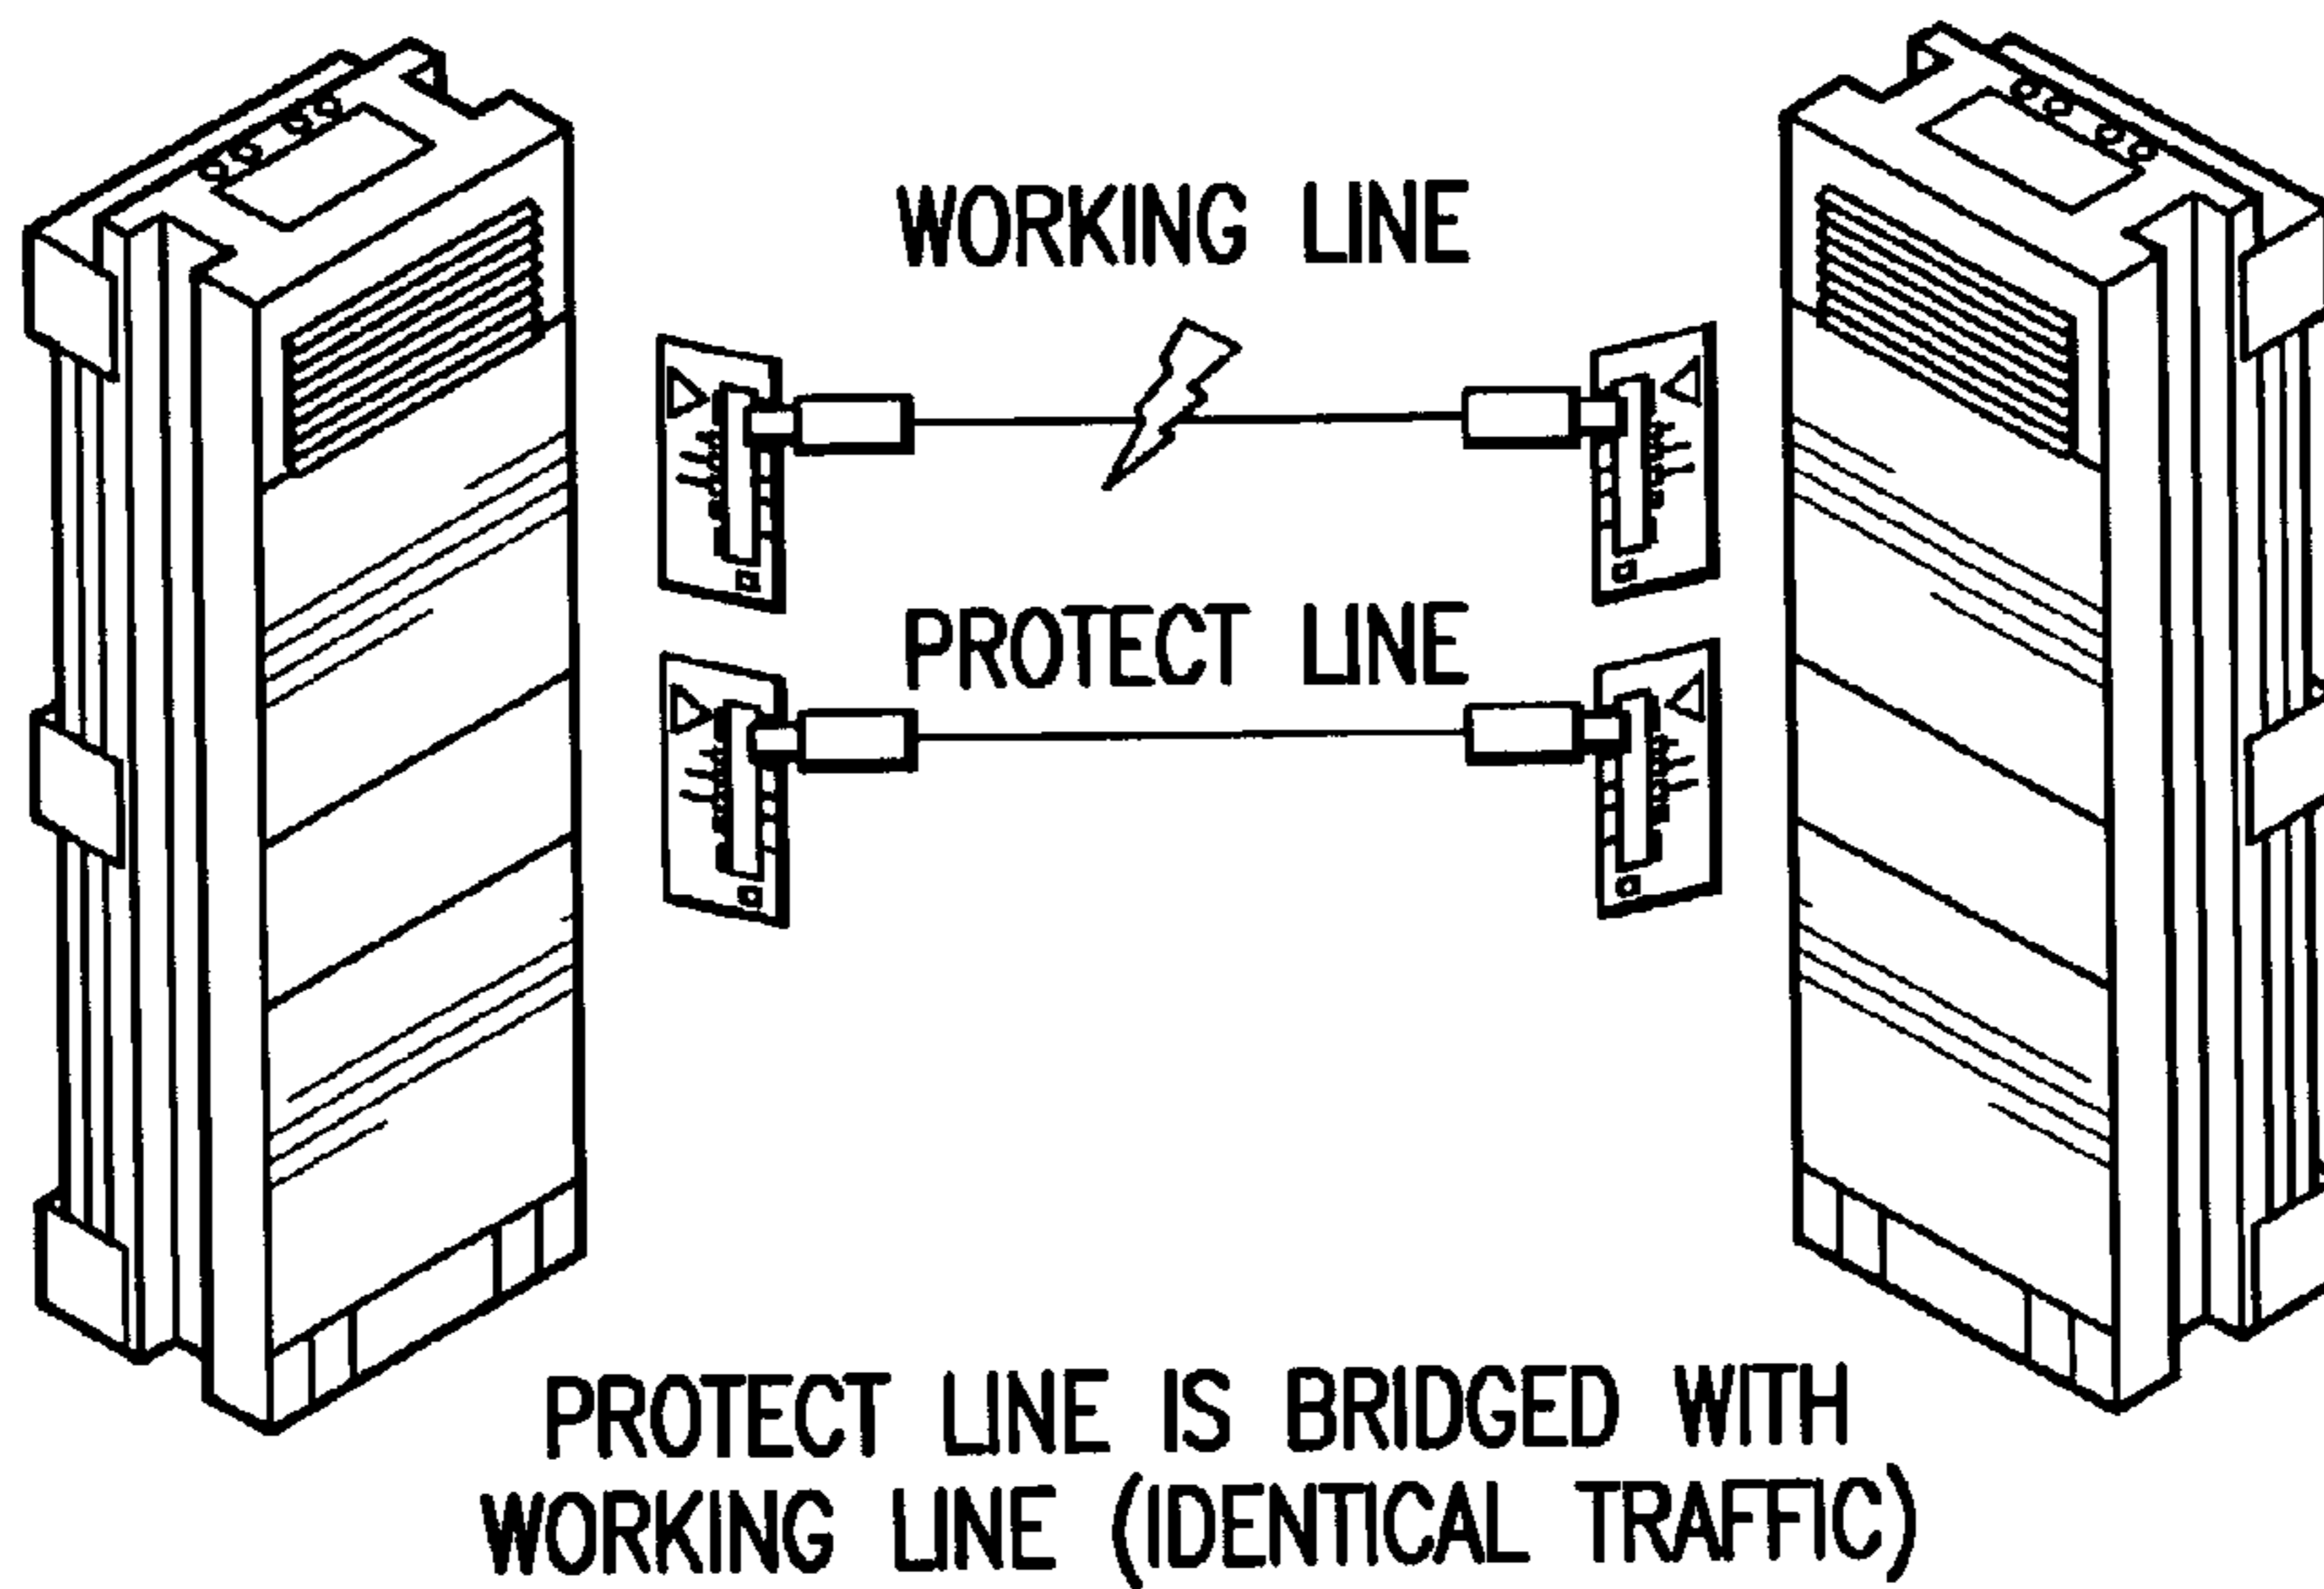 WORKING LINE
PROTECT LINE
PROTECT LINE IS BRIDGED WITH
WORKING LINE (IDENTICAL TRAFFIC)